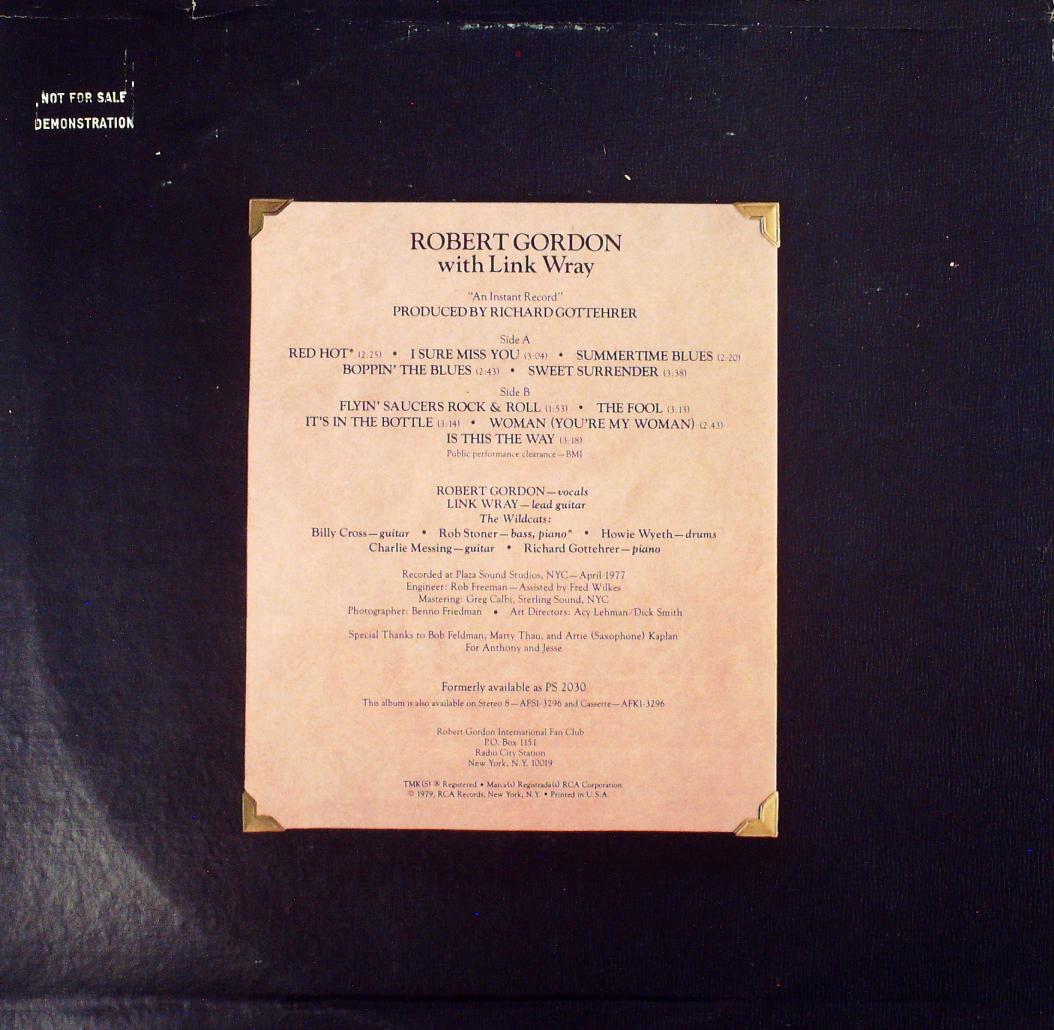 NOT FOR SALE
DEMONSTRATION
ROBERT GORDON
with Link Wray
"An Instant Record"
PRODUCED BY RICHARD GOTTEHRER
Side A
RED HOT* (2:25) • I SURE MISS YOU (3:04) • SUMMERTIME BLUES (2:20)
BOPPIN' THE BLUES (2:43) • SWEET SURRENDER (3:38)
Side B
FLYIN' SAUCERS ROCK & ROLL (1:53) • THE FOOL (3:13)
IT'S IN THE BOTTLE (3:14) • WOMAN (YOU'RE MY WOMAN) (2:43)
IS THIS THE WAY (3:18)
Public performance clearance—BMI
ROBERT GORDON—vocals
LINK WRAY—lead guitar
The Wildcats:
Billy Cross—guitar • Rob Stoner—bass, piano* • Howie Wyeth—drums
Charlie Messing—guitar • Richard Gottehrer—piano
Recorded at Plaza Sound Studios, NYC—April 1977
Engineer: Rob Freeman—Assisted by Fred Wilkes
Mastering: Greg Calbi, Sterling Sound, NYC
Photographer: Benno Friedman • Art Directors: Acy Lehman/Dick Smith
Special Thanks to Bob Feldman, Marty Thau, and Artie (Saxophone) Kaplan
For Anthony and Jesse
Formerly available as PS 2030
This album is also available on Stereo 8—AFS1-3296 and Cassette—AFK1-3296
Robert Gordon International Fan Club
P.O. Box 1151
Radio City Station
New York, N.Y. 10019
TMK(S) ® Registered • Marca(s) Registrada(s) RCA Corporation
© 1979, RCA Records, New York, N.Y. • Printed in U.S.A.